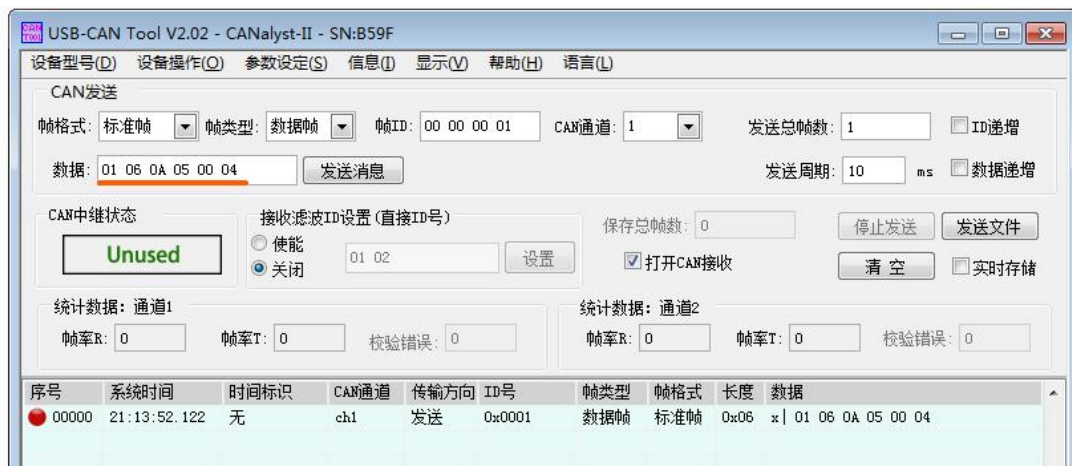 USB-CAN Tool V2.02 - CANalyst-II - SN:B59F
设备型号(D) 设备操作(O) 参数设定(S) 信息(I) 显示(V) 帮助(H) 语言(L)
CAN发送
帧格式: 标准帧 帧类型: 数据帧 帧ID: 00 00 00 01 CAN通道: 1 发送总帧数: 1 ID递增
数据: 01 06 0A 05 00 04 发送消息 发送周期: 10 ms 数据递增
CAN中继状态 接收滤波ID设置(直接ID号) 保存总帧数: 0 停止发送 发送文件
Unused 使能 01 02 设置 打开CAN接收 清空 实时存储
关闭
统计数据: 通道1 统计数据: 通道2
帧率R: 0 帧率T: 0 校验错误: 0 帧率R: 0 帧率T: 0 校验错误: 0
序号 系统时间 时间标识 CAN通道 传输方向 ID号 帧类型 帧格式 长度 数据
00000 21:13:52.122 无 ch1 发送 0x0001 数据帧 标准帧 0x06 x| 01 06 0A 05 00 04